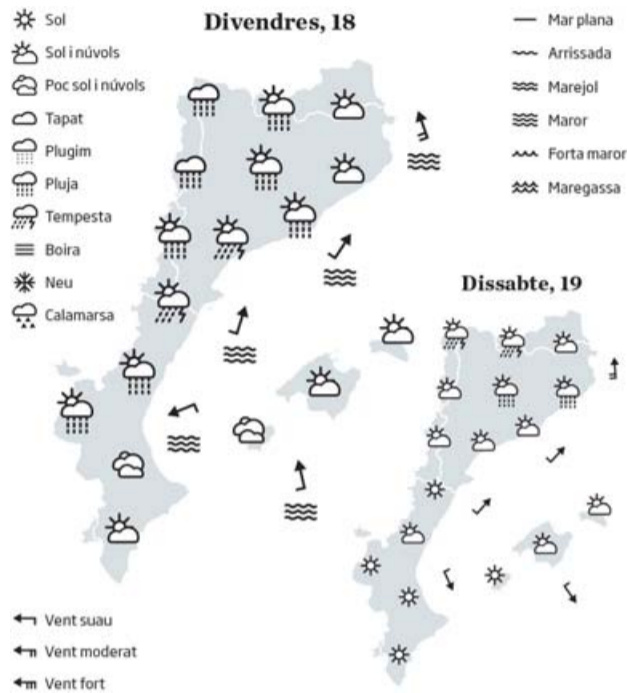 Divendres, 18
Sol
Sol i núvols
Poc sol i núvols
Tapat
Plugim
Pluja
Tempesta
Boira
Neu
Calamarsa
Mar plana
Arrissada
Marejol
Maror
Forta maror
Maregassa
Dissabte, 19
Vent suau
Vent moderat
Vent fort